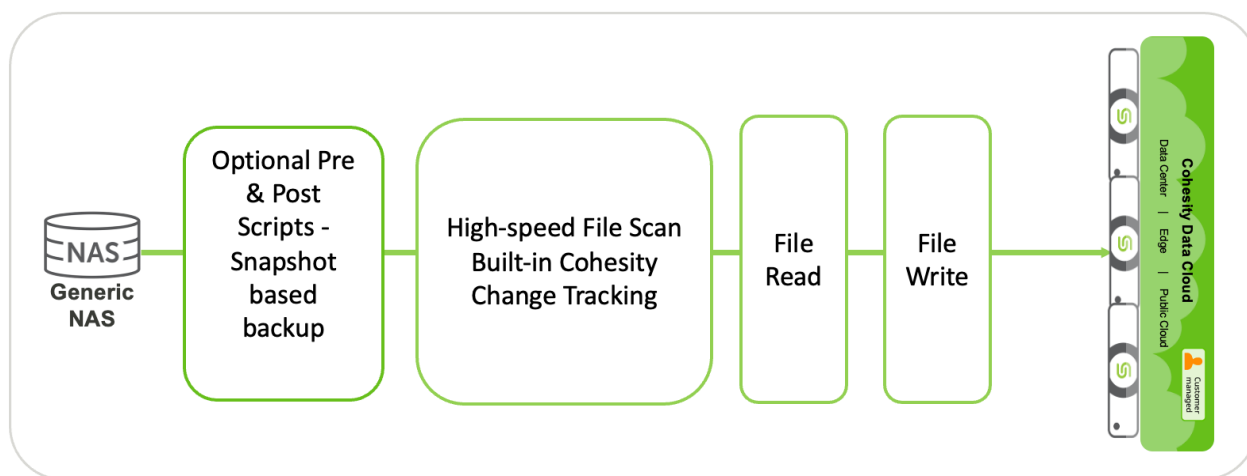 NAS
Generic
NAS
Optional Pre
& Post
Scripts -
Snapshot
based
backup
High-speed File Scan
Built-in Cohesity
Change Tracking
File
Read
File
Write
Cohesity Data Cloud
Data Center | Edge | Public Cloud
Customer
managed